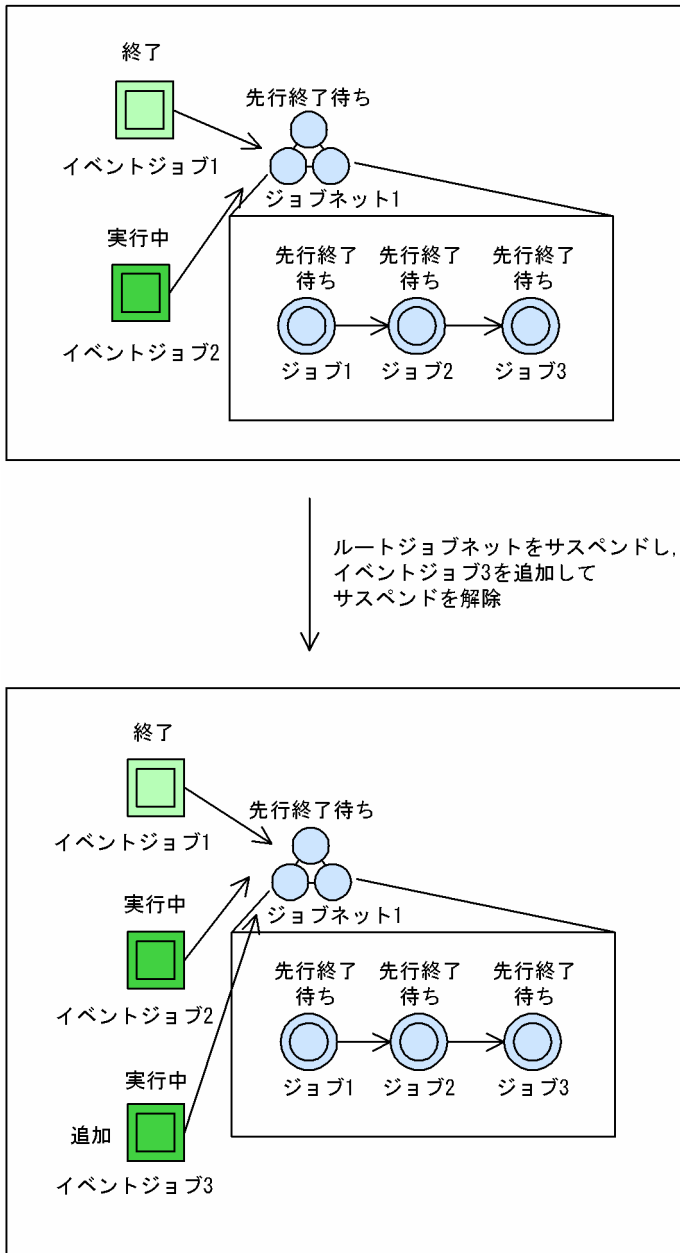 終了
イベントジョブ1
先行終了待ち
ジョブネット1
実行中
イベントジョブ2
先行終了
待ち
ジョブ1
先行終了
待ち
ジョブ2
先行終了
待ち
ジョブ3
ルートジョブネットをサスペンドし,
イベントジョブ3を追加して
サスペンドを解除
終了
イベントジョブ1
先行終了待ち
ジョブネット1
実行中
イベントジョブ2
先行終了
待ち
ジョブ1
先行終了
待ち
ジョブ2
先行終了
待ち
ジョブ3
実行中
追加
イベントジョブ3